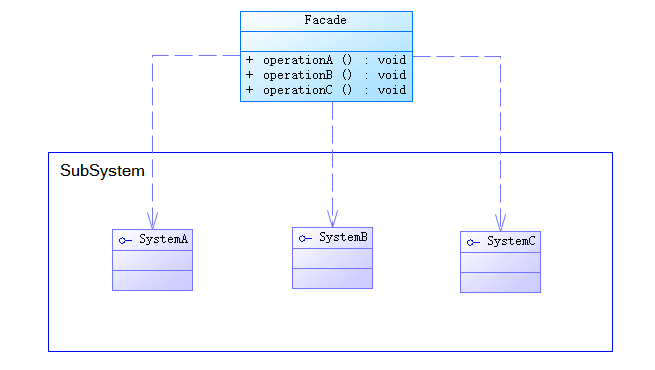 Facade
+ operationA () : void
+ operationB () : void
+ operationC () : void
SubSystem
SystemA
SystemB
SystemC